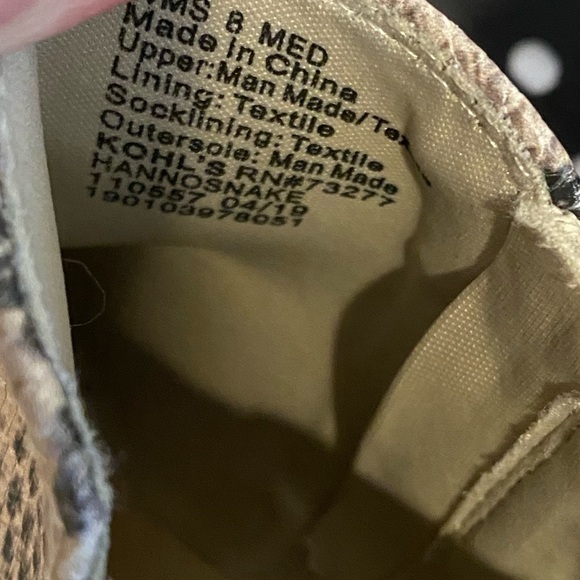 WMS 8 MED
Made in China
Upper: Man Made/Tex
Lining: Textile
Socklining: Textile
Outersole: Man Made
KOHL'S RN#73277
HANNOSNAKE
110557 04/19
190103978051